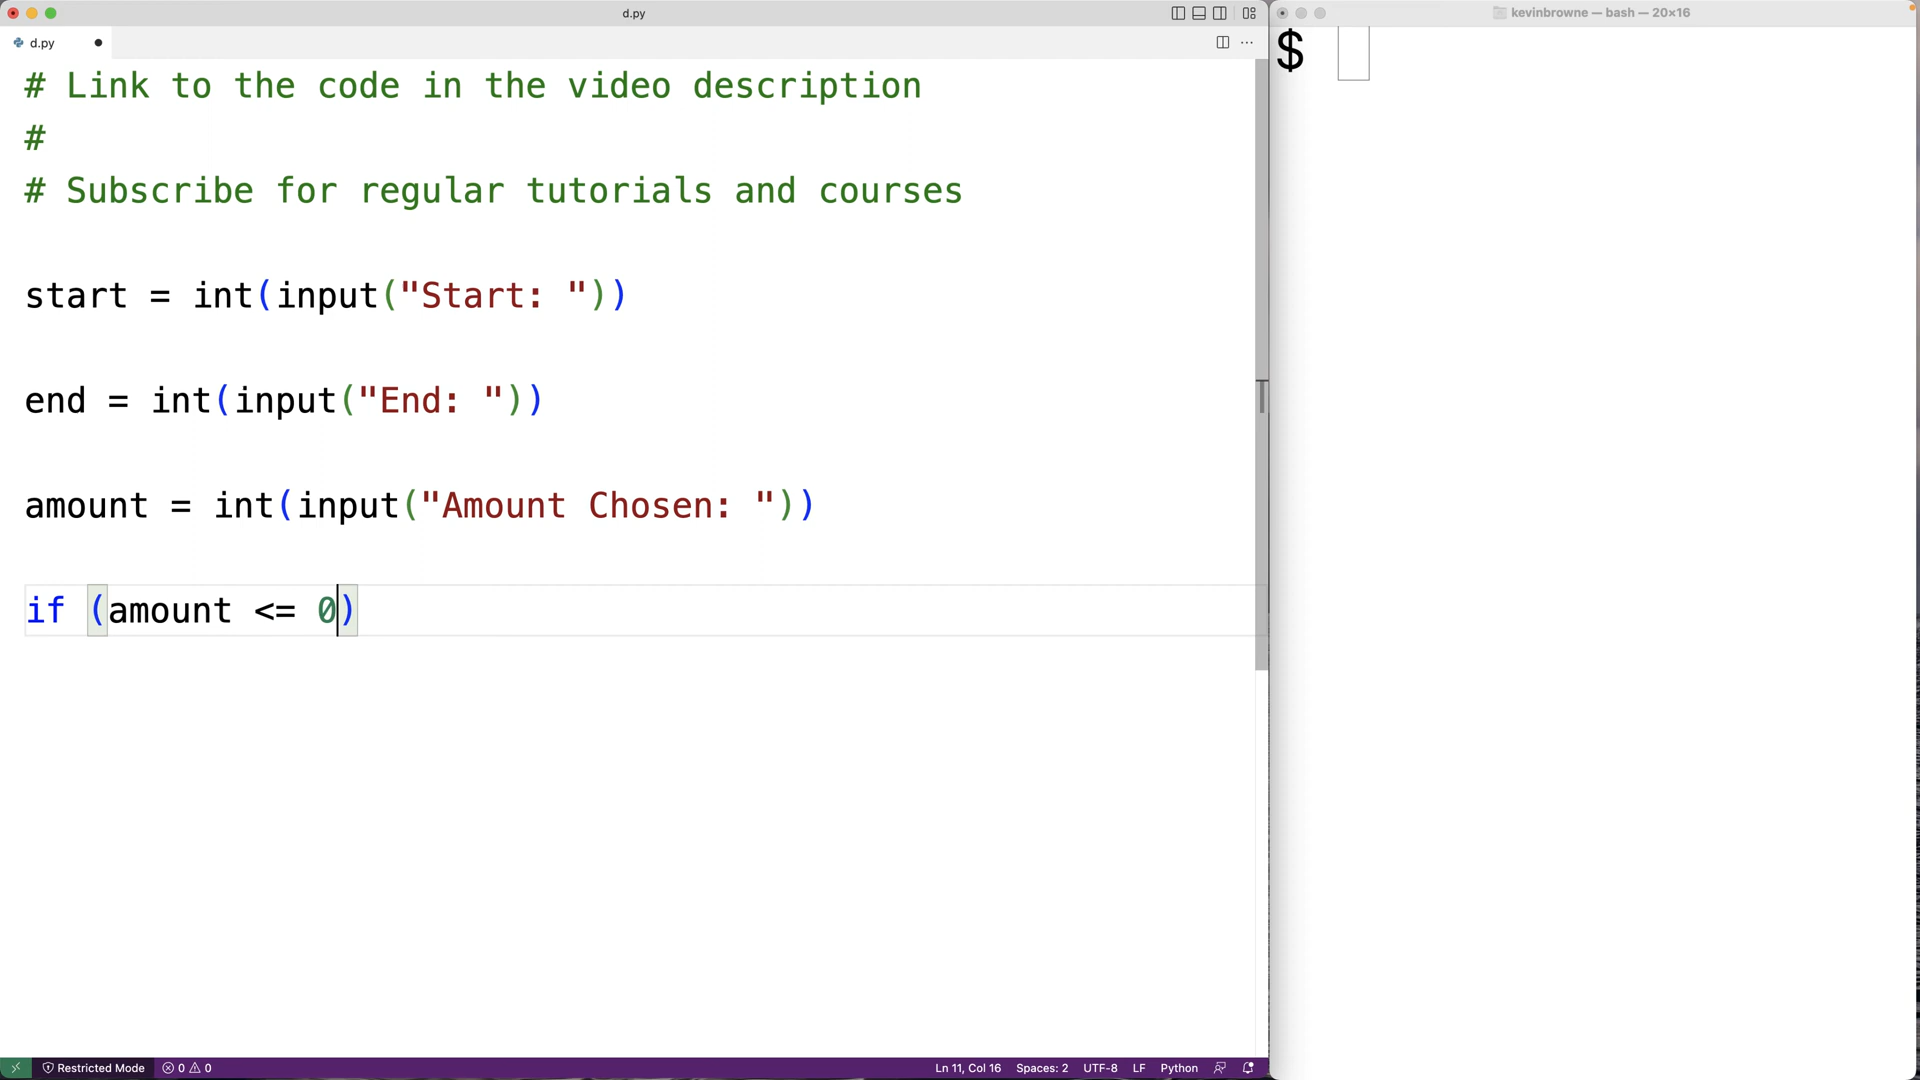 d.py
d.py
# Link to the code in the video description
#
# Subscribe for regular tutorials and courses
start = int(input("Start: "))
end = int(input("End: "))
amount = int(input("Amount Chosen: "))
if (amount <= 0)
Restricted Mode 0 0 Ln 11, Col 16 Spaces: 2 UTF-8 LF Python
kevinbrowne — bash — 20×16
$